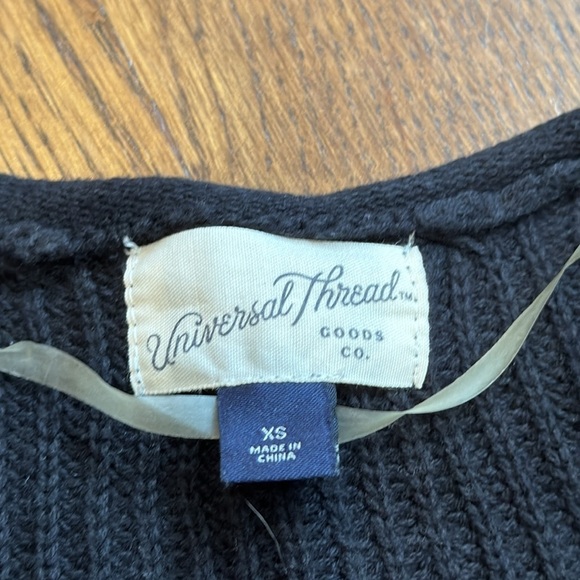 Universal Thread™
GOODS
CO.
XS
MADE IN
CHINA